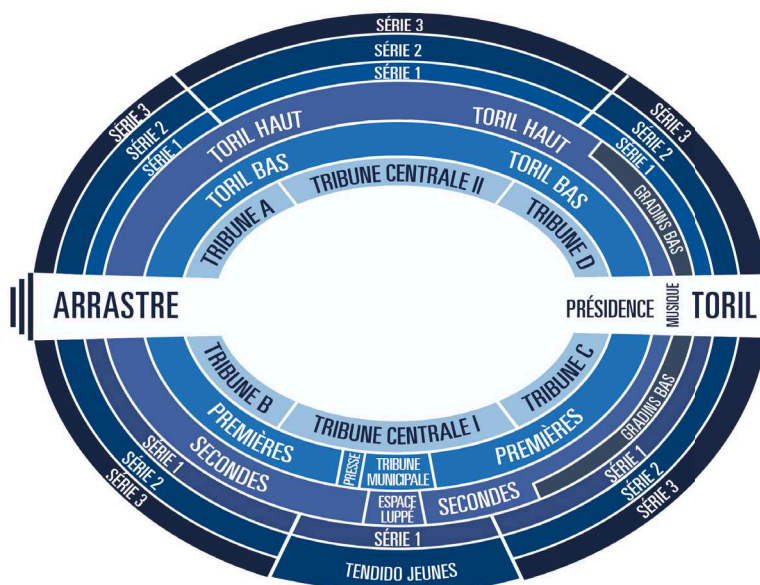 SÉRIE 3
SÉRIE 2
SÉRIE 1
SÉRIE 3
SÉRIE 2
SÉRIE 1
SÉRIE 3
SÉRIE 2
SÉRIE 1
TORIL HAUT
TORIL HAUT
TORIL BAS
TORIL BAS
GRADINS BAS
TRIBUNE A
TRIBUNE CENTRALE II
TRIBUNE D
ARRASTRE
PRÉSIDENCE
MUSIQUE
TORIL
TRIBUNE B
TRIBUNE CENTRALE I
TRIBUNE C
PREMIÈRES
PRESSE
TRIBUNE
MUNICIPALE
PREMIÈRES
GRADINS BAS
SECONDES
ESPACE
LUPPÉ
SECONDES
SÉRIE 1
SÉRIE 2
SÉRIE 3
SÉRIE 1
SÉRIE 1
SÉRIE 2
SÉRIE 3
TENDIDO JEUNES